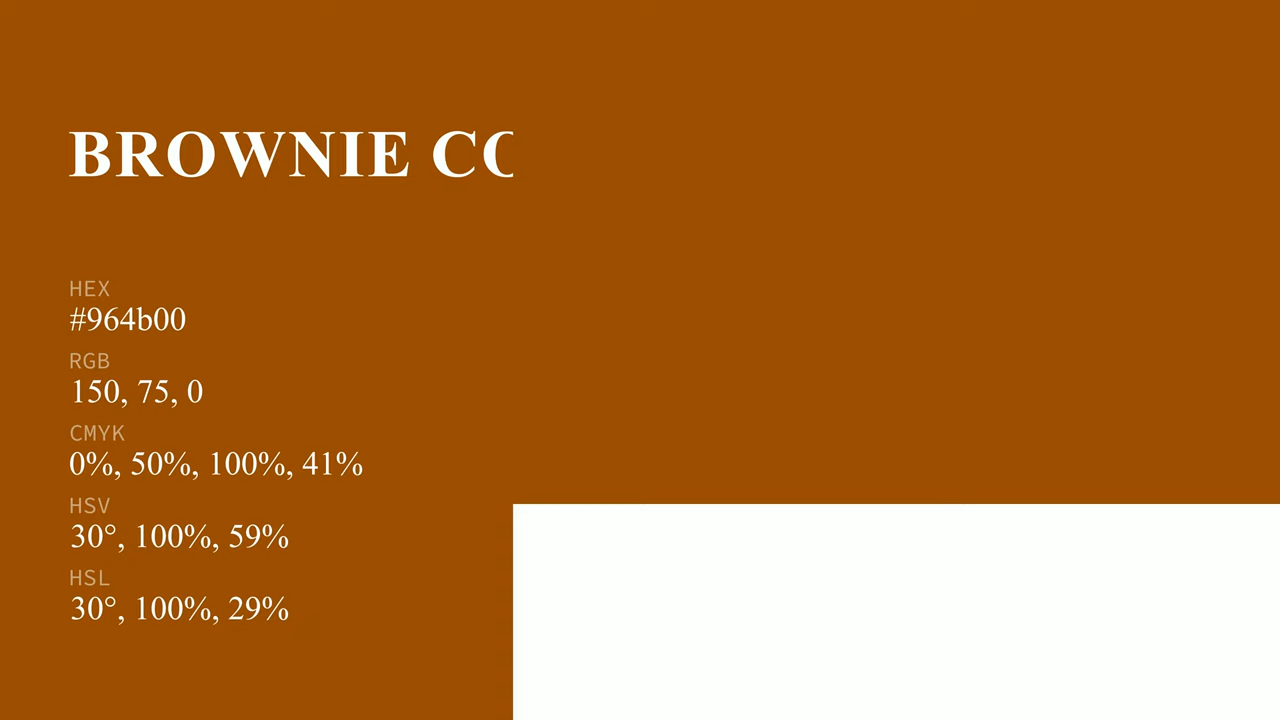 BROWNIE CO
HEX
#964b00
RGB
150, 75, 0
CMYK
0%, 50%, 100%, 41%
HSV
30°, 100%, 59%
HSL
30°, 100%, 29%